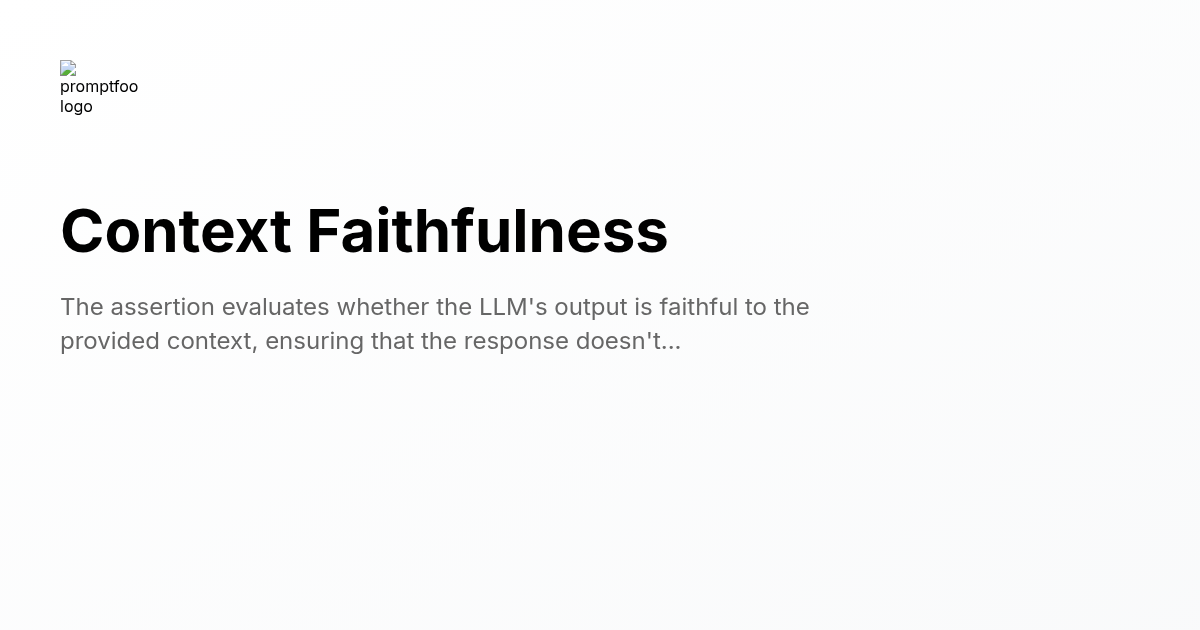 promptfoo
logo
Context Faithfulness
The assertion evaluates whether the LLM's output is faithful to the
provided context, ensuring that the response doesn't...